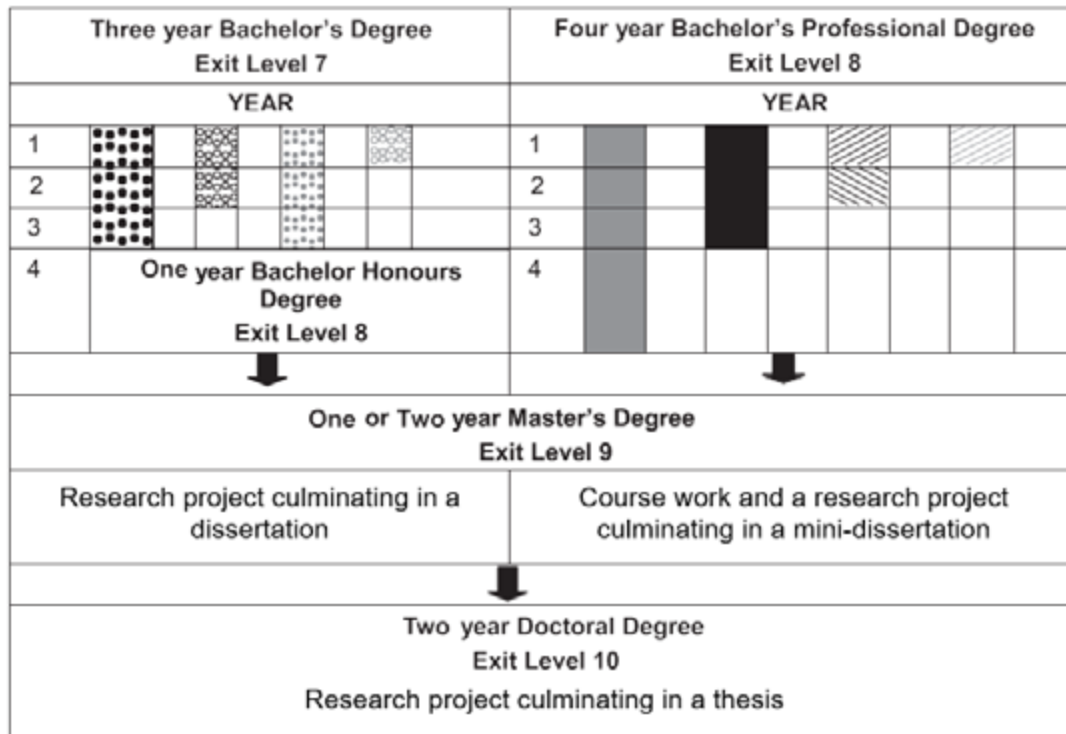 Three year Bachelor's Degree
Exit Level 7
Four year Bachelor's Professional Degree
Exit Level 8
YEAR
YEAR
1
1
2
2
3
3
4
One year Bachelor Honours
Degree
Exit Level 8
4
One or Two year Master's Degree
Exit Level 9
Research project culminating in a
dissertation
Course work and a research project
culminating in a mini-dissertation
Two year Doctoral Degree
Exit Level 10
Research project culminating in a thesis